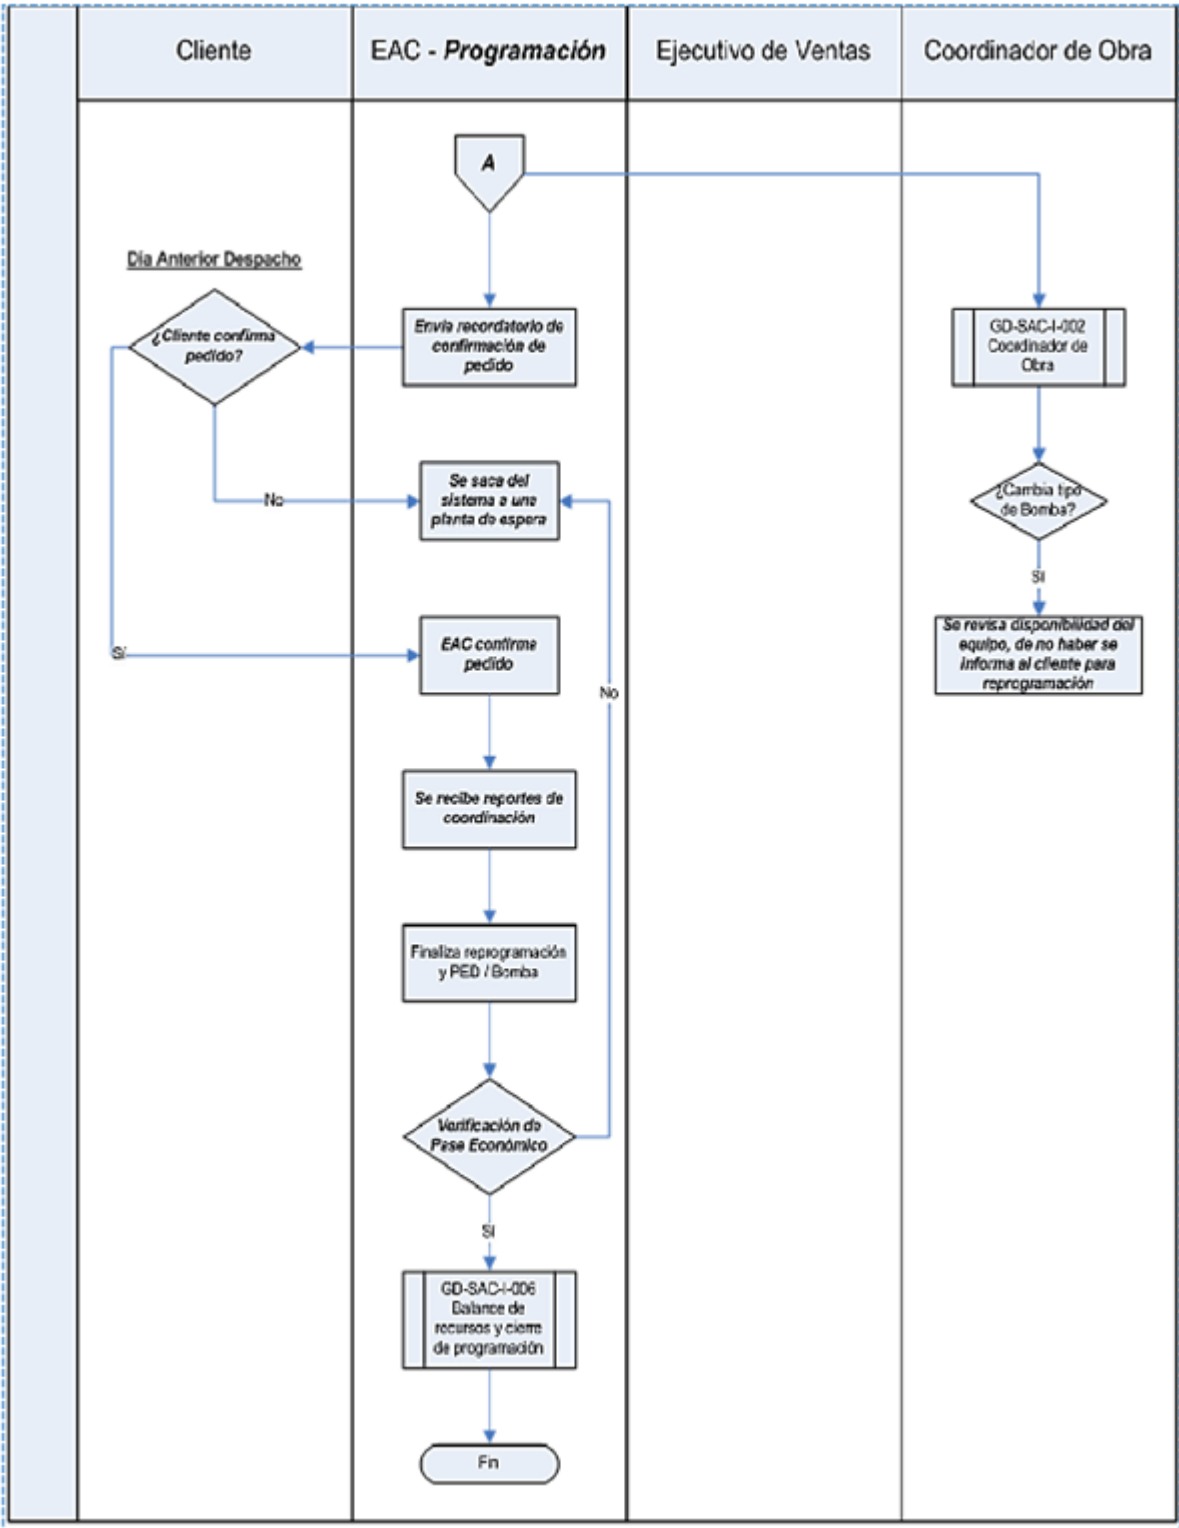 Cliente
EAC - Programación
Ejecutivo de Ventas
Coordinador de Obra
A
Dia Anterior Despacho
¿Cliente confirma
pedido?
Envia recordatorio de
confirmación de
pedido
GD-SAC-I-002
Coordinador de
Obra
Se saca del
sistema a una
planta de espera
No
¿Cambia tipo
de Bomba?
Si
EAC confirma
pedido
Si
Se revisa disponibilidad del
equipo, de no haber se
informa al cliente para
reprogramación
No
Se recibe reportes de
coordinación
Finaliza reprogramación
y PED / Bomba
Verificación de
Pase Económico
Si
GD-SAC-I-006
Balance de
recursos y cierre
de programación
Fin